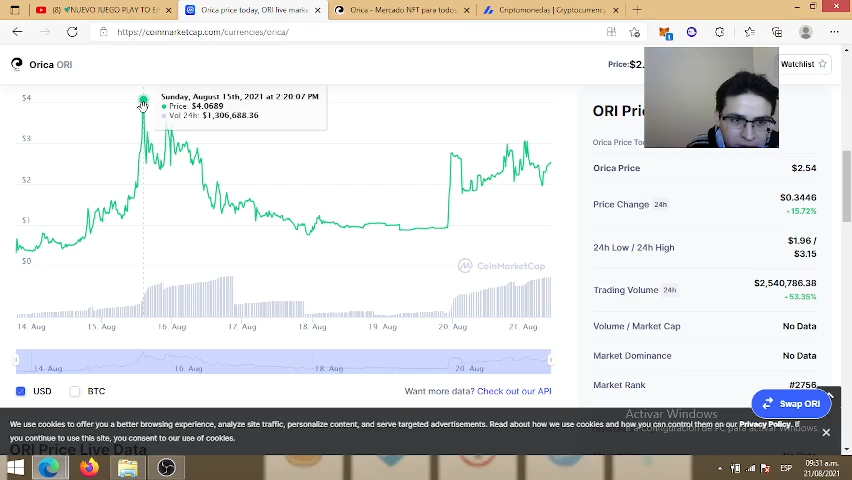 (8) NUEVO JUEGO PLAY TO E
Orica price today, ORI live market
Orica - Mercado NFT para todos
Criptomonedas | Cryptocurrency
https://coinmarketcap.com/currencies/orica/
Orica ORI
Price: $2.
Watchlist
$4
$3
$2
$1
$0
Sunday, August 15th, 2021 at 2:20:07 PM
Price: $4.0689
Vol 24h: $1,306,688.36
CoinMarketCap
14. Aug
15. Aug
16. Aug
17. Aug
18. Aug
19. Aug
20. Aug
21. Aug
14. Aug
16. Aug
18. Aug
20. Aug
USD
BTC
Want more data? Check out our API
ORI Pri
Orica Price To
Orica Price
$2.54
Price Change 24h
$0.3446
15.72%
24h Low / 24h High
$1.96 /
$3.15
Trading Volume 24h
$2,540,786.38
53.35%
Volume / Market Cap
No Data
Market Dominance
No Data
Market Rank
#2756
Swap ORI
Activar Windows
a Configuración de PC para activar Windows.
We use cookies to offer you a better browsing experience, analyze site traffic, personalize content, and serve targeted advertisements. Read about how we use cookies and how you can control them on our Privacy Policy. If
you continue to use this site, you consent to our use of cookies.
ORI Price Live Data
ESP
09:31 a.m.
21/08/2021